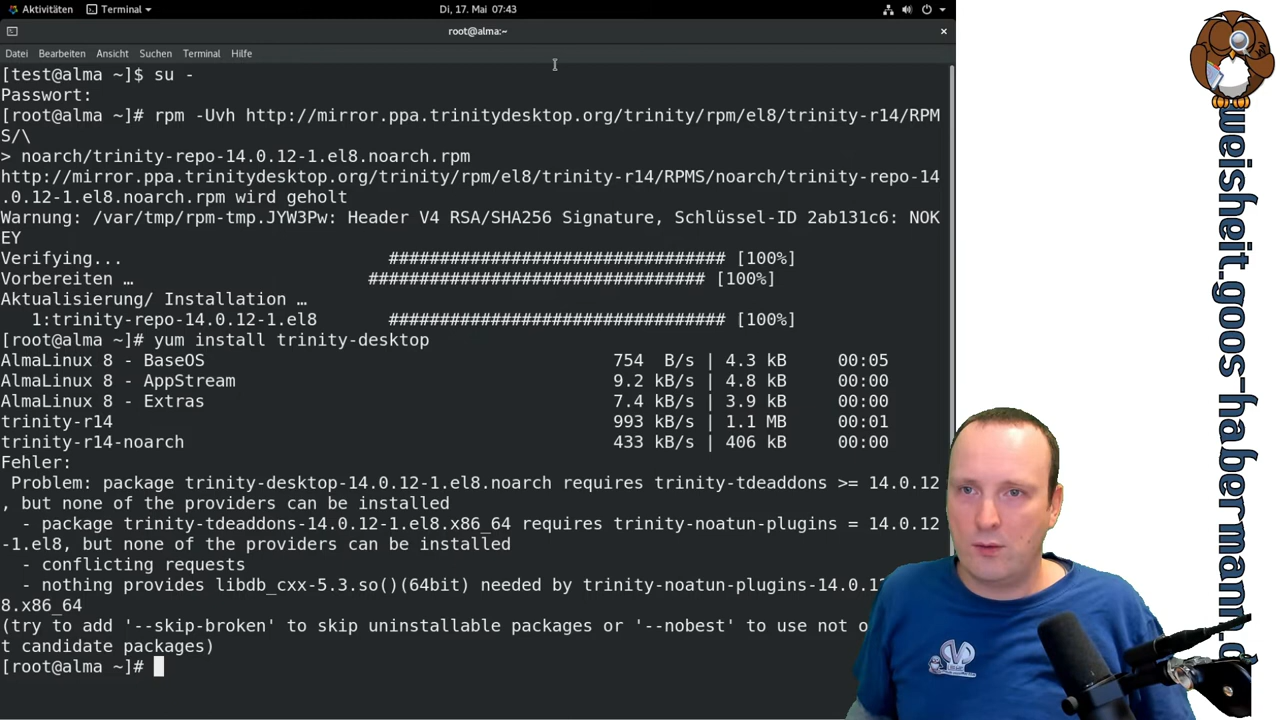 Aktivitäten
Terminal
Di, 17. Mai 07:43
root@alma:~
Datei Bearbeiten Ansicht Suchen Terminal Hilfe
[test@alma ~]$ su -
Passwort:
[root@alma ~]# rpm -Uvh http://mirror.ppa.trinitydesktop.org/trinity/rpm/el8/trinity-r14/RPM
S/\
> noarch/trinity-repo-14.0.12-1.el8.noarch.rpm
http://mirror.ppa.trinitydesktop.org/trinity/rpm/el8/trinity-r14/RPMS/noarch/trinity-repo-14
.0.12-1.el8.noarch.rpm wird geholt
Warnung: /var/tmp/rpm-tmp.JYW3Pw: Header V4 RSA/SHA256 Signature, Schlüssel-ID 2ab131c6: NOK
EY
Verifying... ################################# [100%]
Vorbereiten … ################################# [100%]
Aktualisierung/ Installation …
1:trinity-repo-14.0.12-1.el8 ################################# [100%]
[root@alma ~]# yum install trinity-desktop
AlmaLinux 8 - BaseOS 754 B/s | 4.3 kB 00:05
AlmaLinux 8 - AppStream 9.2 kB/s | 4.8 kB 00:00
AlmaLinux 8 - Extras 7.4 kB/s | 3.9 kB 00:00
trinity-r14 993 kB/s | 1.1 MB 00:01
trinity-r14-noarch 433 kB/s | 406 kB 00:00
Fehler:
Problem: package trinity-desktop-14.0.12-1.el8.noarch requires trinity-tdeaddons >= 14.0.12
, but none of the providers can be installed
- package trinity-tdeaddons-14.0.12-1.el8.x86_64 requires trinity-noatun-plugins = 14.0.12
-1.el8, but none of the providers can be installed
- conflicting requests
- nothing provides libdb_cxx-5.3.so()(64bit) needed by trinity-noatun-plugins-14.0.1
8.x86_64
(try to add '--skip-broken' to skip uninstallable packages or '--nobest' to use not o
t candidate packages)
[root@alma ~]#
weisheit.goos-habermann.d